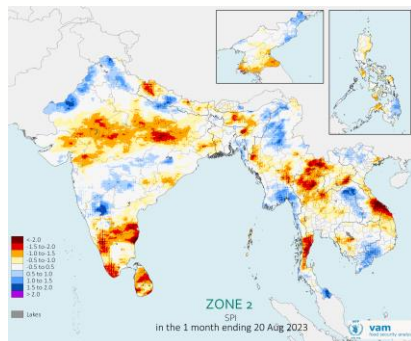 <-2.0
-1.5 to -2.0
-1.0 to -1.5
-0.5 to -1.0
-0.5 to 0.5
0.5 to 1.0
1.0 to 1.5
1.5 to 2.0
> 2.0
Lakes
ZONE 2
SPI
in the 1 month ending 20 Aug 2023
vam
food security analysis